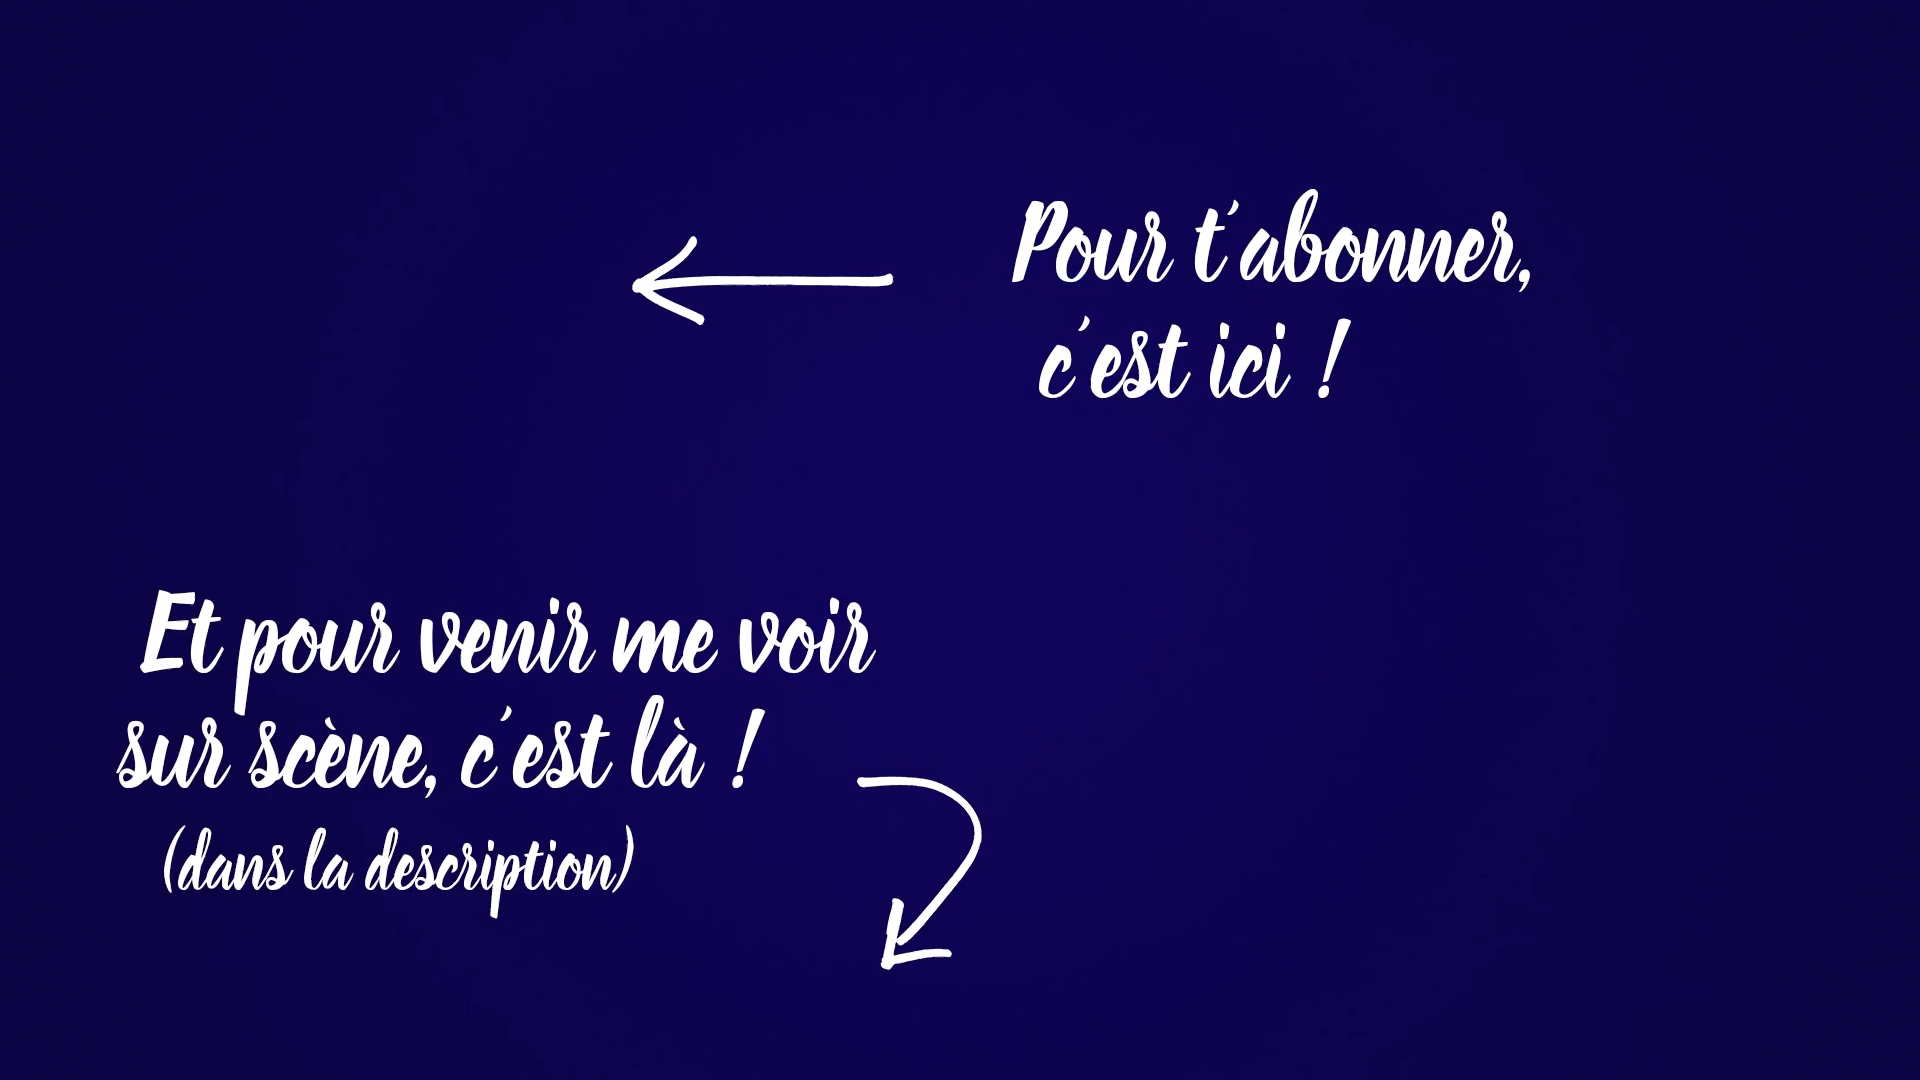 Pour t'abonner,
c'est ici !
Et pour venir me voir
sur scène, c'est là !
(dans la description)